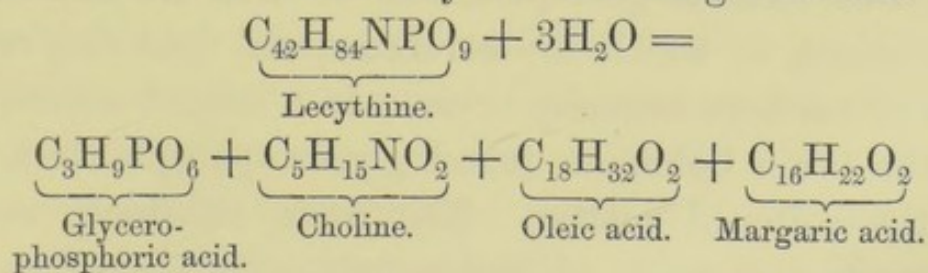 C₄₂H₈₄NPO₉ + 3H₂O =
Lecythine.
C₃H₉PO₆ + C₅H₁₅NO₂ + C₁₈H₃₂O₂ + C₁₆H₂₂O₂
Glycero- Choline. Oleic acid. Margaric acid.
phosphoric acid.